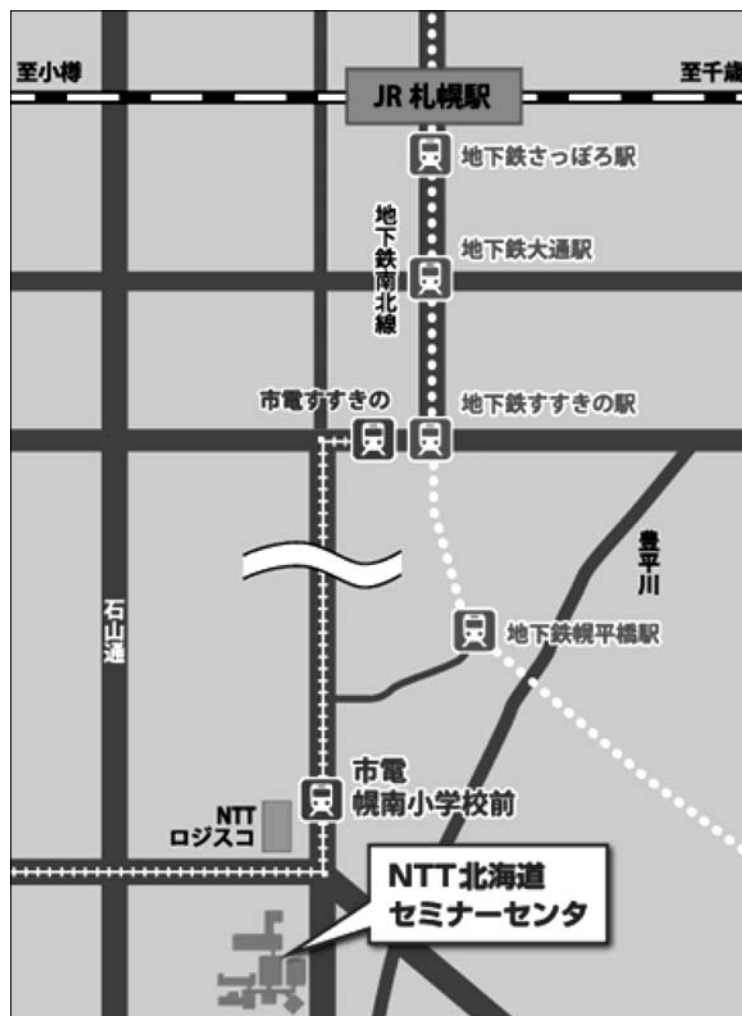 至小樽
JR 札幌駅
至千歳
地下鉄さっぽろ駅
地下鉄南北線
地下鉄大通駅
市電すすきの
地下鉄すすきの駅
豊平川
石山通
地下鉄幌平橋駅
市電
幌南小学校前
NTT
ロジスコ
NTT北海道
セミナーセンタ